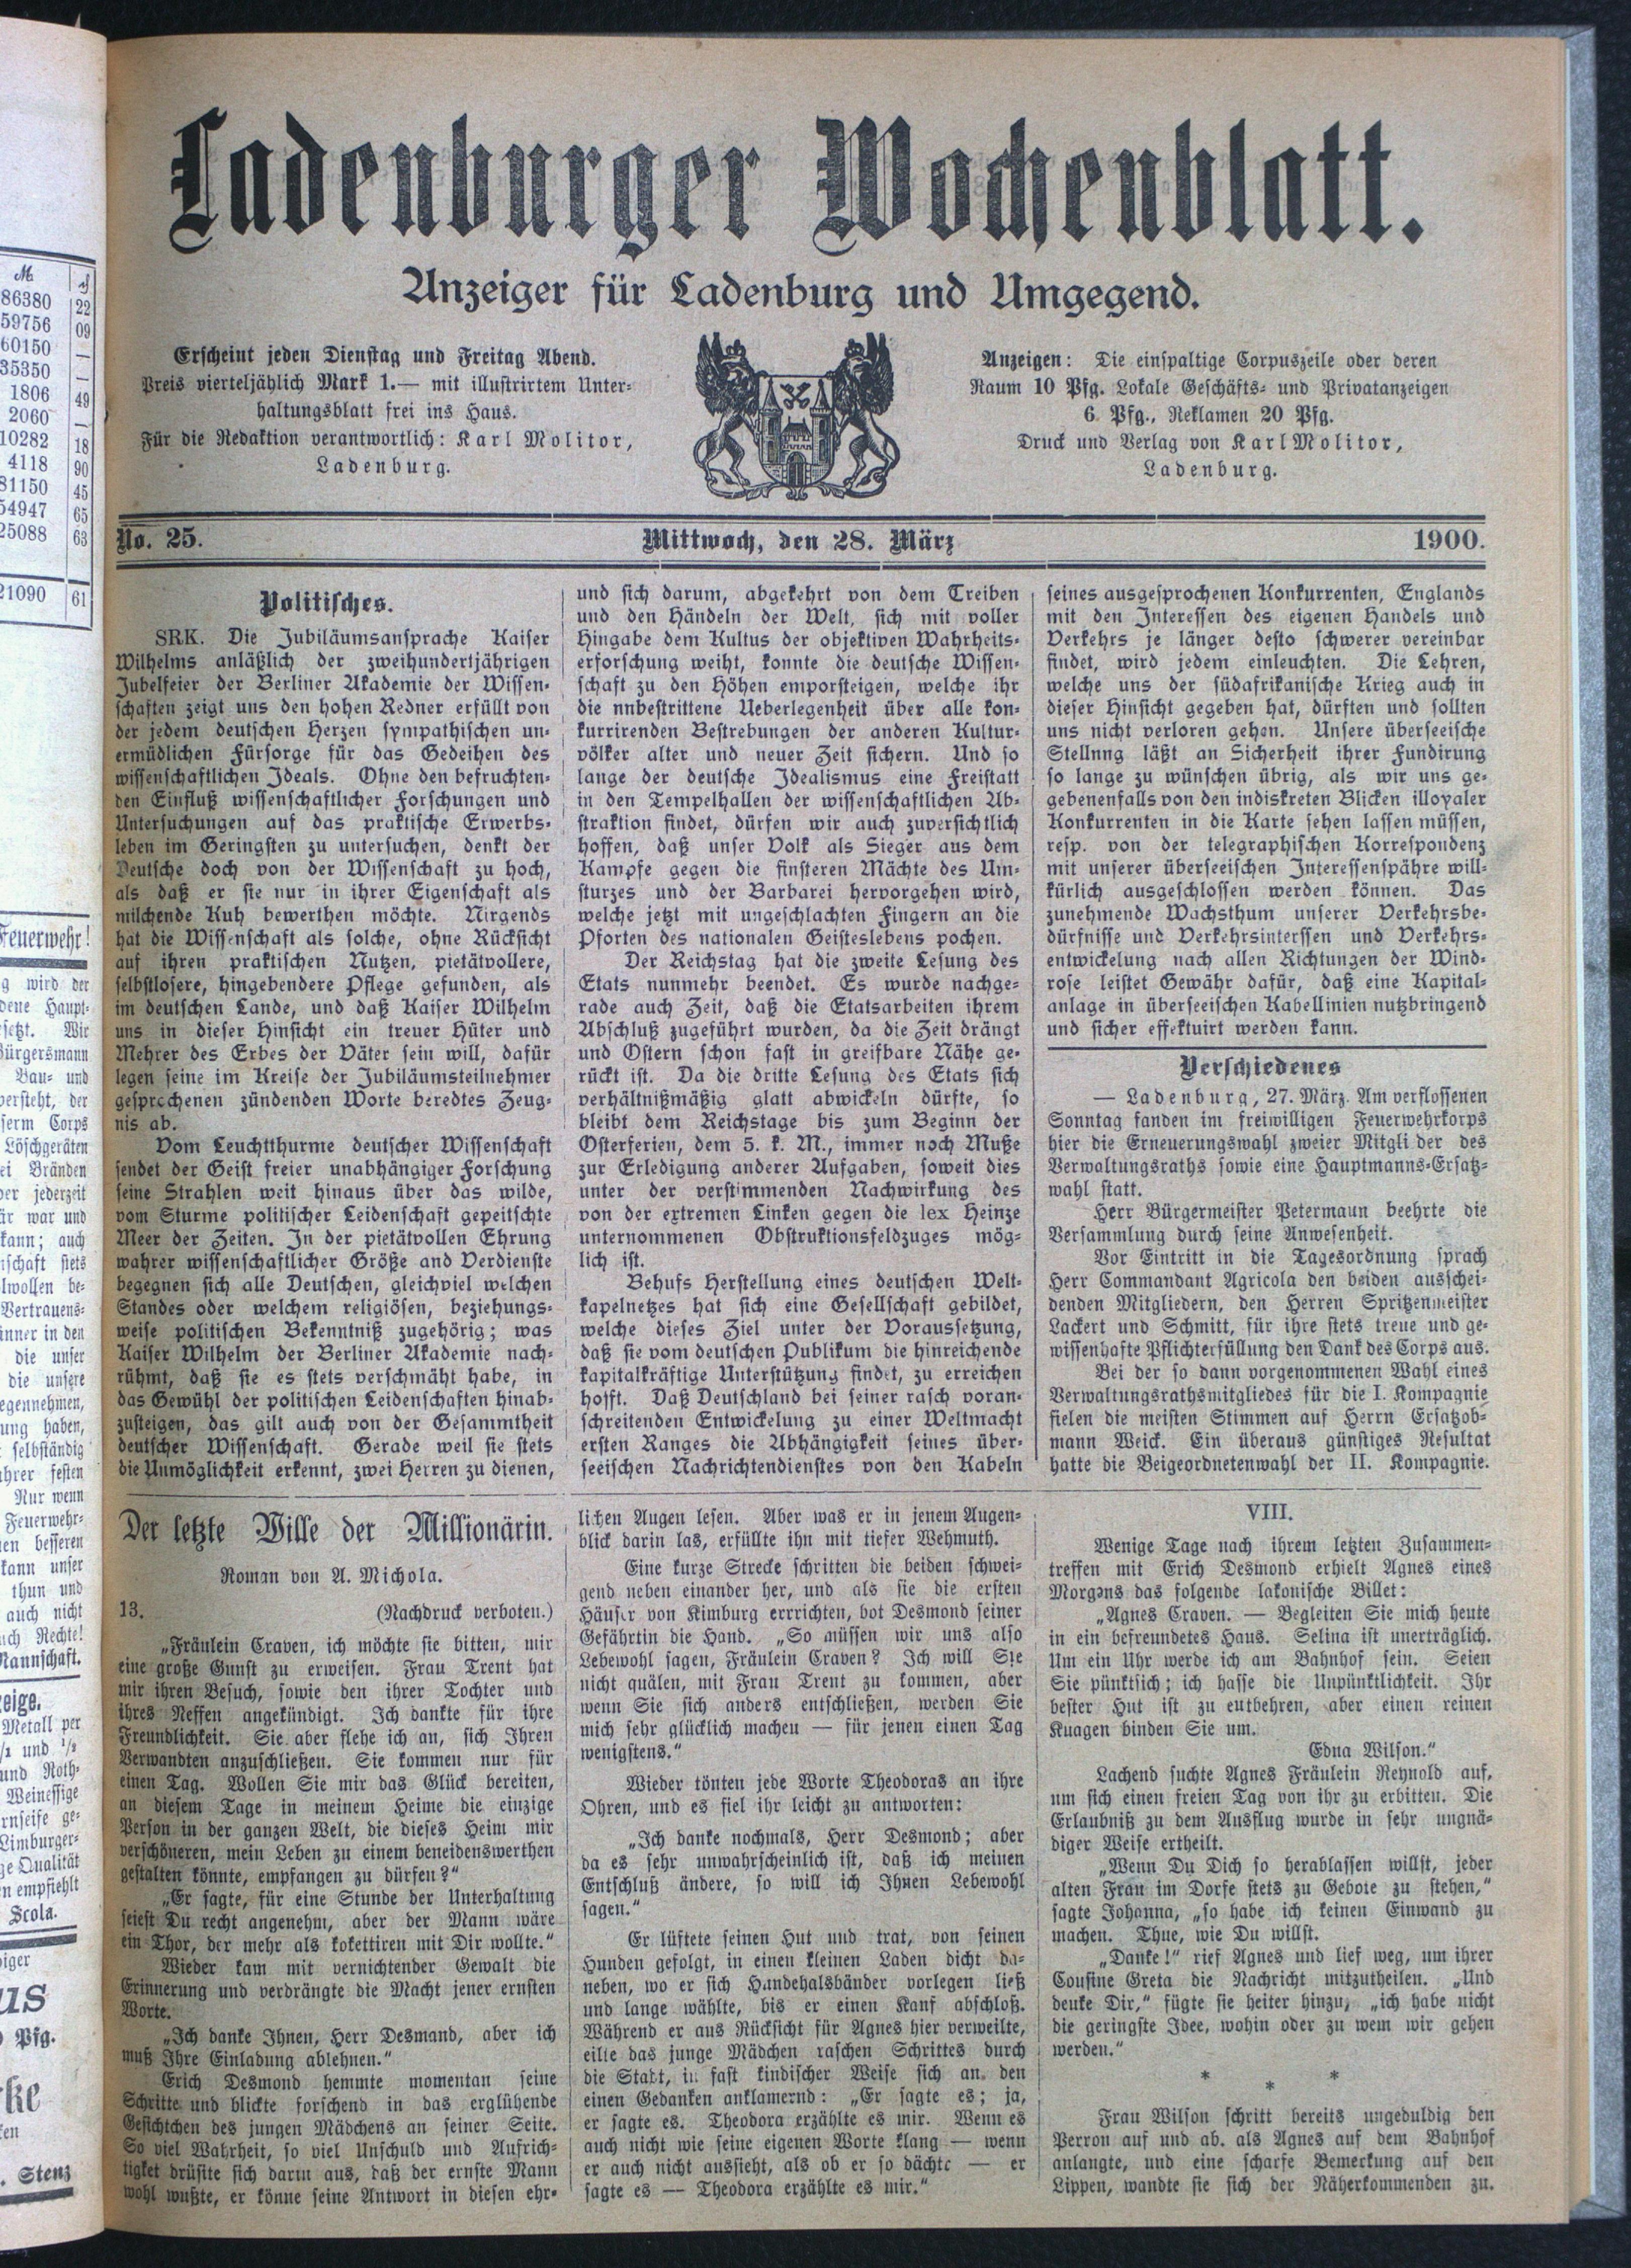 Ladenburger Wochenblatt.
Anzeiger für Ladenburg und Umgegend.
Erscheint jeden Dienstag und Freitag Abend.
Preis vierteljählich Mark 1.— mit illustrirtem Unter-
haltungsblatt frei ins Haus.
Für die Redaktion verantwortlich: Karl Molitor,
Ladenburg.
Anzeigen: Die einspaltige Corpuszeile oder deren
Raum 10 Pfg. Lokale Geschäfts- und Privatanzeigen
6 Pfg., Reklamen 20 Pfg.
Druck und Verlag von Karl Molitor,
Ladenburg.
No. 25. Mittwoch, den 28. März 1900.
Politisches.
SRK. Die Jubiläumsansprache Kaiser
Wilhelms anläßlich der zweihundertjährigen
Jubelfeier der Berliner Akademie der Wissen-
schaften zeigt uns den hohen Redner erfüllt von
der jedem deutschen Herzen sympathischen un-
ermüdlichen Fürsorge für das Gedeihen des
wissenschaftlichen Ideals. Ohne den befruchten-
den Einfluß wissenschaftlicher Forschungen und
Untersuchungen auf das praktische Erwerbs-
leben im Geringsten zu untersuchen, denkt der
Deutsche doch von der Wissenschaft zu hoch,
als daß er sie nur in ihrer Eigenschaft als
milchende Kuh bewerthen möchte. Nirgends
hat die Wissenschaft als solche, ohne Rücksicht
auf ihren praktischen Nutzen, pietätvollere,
selbstlosere, hingebendere Pflege gefunden, als
im deutschen Lande, und daß Kaiser Wilhelm
uns in dieser Hinsicht ein treuer Hüter und
Mehrer des Erbes der Väter sein will, dafür
legen seine im Kreise der Jubiläumsteilnehmer
gesprochenen zündenden Worte beredtes Zeug-
nis ab.
Vom Leuchtthurme deutscher Wissenschaft
sendet der Geist freier unabhängiger Forschung
seine Strahlen weit hinaus über das wilde,
vom Sturme politischer Leidenschaft gepeitschte
Meer der Zeiten. In der pietätvollen Ehrung
wahrer wissenschaftlicher Größe and Verdienste
begegnen sich alle Deutschen, gleichviel welchen
Standes oder welchem religiösen, beziehungs-
weise politischen Bekenntniß zugehörig; was
Kaiser Wilhelm der Berliner Akademie nach-
rühmt, daß sie es stets verschmäht habe, in
das Gewühl der politischen Leidenschaften hinab-
zusteigen, das gilt auch von der Gesammtheit
deutscher Wissenschaft. Gerade weil sie stets
die Unmöglichkeit erkennt, zwei Herren zu dienen,
und sich darum, abgekehrt von dem Treiben
und den Händeln der Welt, sich mit voller
Hingabe dem Kultus der objektiven Wahrheits-
erforschung weiht, konnte die deutsche Wissen-
schaft zu den Höhen emporsteigen, welche ihr
die nnbestrittene Ueberlegenheit über alle kon-
kurrirenden Bestrebungen der anderen Kultur-
völker alter und neuer Zeit sichern. Und so
lange der deutsche Idealismus eine Freistatt
in den Tempelhallen der wissenschaftlichen Ab-
straktion findet, dürfen wir auch zuversichtlich
hoffen, daß unser Volk als Sieger aus dem
Kampfe gegen die finsteren Mächte des Um-
sturzes und der Barbarei hervorgehen wird,
welche jetzt mit ungeschlachten Fingern an die
Pforten des nationalen Geisteslebens pochen.
Der Reichstag hat die zweite Lesung des
Etats nunmehr beendet. Es wurde nachge-
rade auch Zeit, daß die Etatsarbeiten ihrem
Abschluß zugeführt wurden, da die Zeit drängt
und Ostern schon fast in greifbare Nähe ge-
rückt ist. Da die dritte Lesung des Etats sich
verhältnißmäßig glatt abwickeln dürfte, so
bleibt dem Reichstage bis zum Beginn der
Osterferien, dem 5. k. M., immer noch Muße
zur Erledigung anderer Aufgaben, soweit dies
unter der verstimmenden Nachwirkung des
von der extremen Linken gegen die lex Heinze
unternommenen Obstruktionsfeldzuges mög-
lich ist.
Behufs Herstellung eines deutschen Welt-
kapelnetzes hat sich eine Gesellschaft gebildet,
welche dieses Ziel unter der Voraussetzung,
daß sie vom deutschen Publikum die hinreichende
kapitalkräftige Unterstützung findet, zu erreichen
hofft. Daß Deutschland bei seiner rasch voran-
schreitenden Entwickelung zu einer Weltmacht
ersten Ranges die Abhängigkeit seines über-
seeischen Nachrichtendienstes von den Kabeln
seines ausgesprochenen Konkurrenten, Englands
mit den Interessen des eigenen Handels und
Verkehrs je länger desto schwerer vereinbar
findet, wird jedem einleuchten. Die Lehren,
welche uns der südafrikanische Krieg auch in
dieser Hinsicht gegeben hat, dürften und sollten
uns nicht verloren gehen. Unsere überseeische
Stellnng läßt an Sicherheit ihrer Fundirung
so lange zu wünschen übrig, als wir uns ge-
gebenenfalls von den indiskreten Blicken illoyaler
Konkurrenten in die Karte sehen lassen müssen,
resp. von der telegraphischen Korrespondenz
mit unserer überseeischen Interessenspähre will-
kürlich ausgeschlossen werden können. Das
zunehmende Wachsthum unserer Verkehrsbe-
dürfnisse und Verkehrsinterssen und Verkehrs-
entwickelung nach allen Richtungen der Wind-
rose leistet Gewähr dafür, daß eine Kapital-
anlage in überseeischen Kabellinien nutzbringend
und sicher effektuirt werden kann.
Verschiedenes
— Ladenburg, 27. März. Am verflossenen
Sonntag fanden im freiwilligen Feuerwehrkorps
hier die Erneuerungswahl zweier Mitgli der des
Verwaltungsraths sowie eine Hauptmanns-Ersatz-
wahl statt.
Herr Bürgermeister Petermaun beehrte die
Versammlung durch seine Anwesenheit.
Vor Eintritt in die Tagesordnung sprach
Herr Commandant Agricola den beiden ausschei-
denden Mitgliedern, den Herren Spritzenmeister
Lackert und Schmitt, für ihre stets treue und ge-
wissenhafte Pflichterfüllung den Dank des Corps aus.
Bei der so dann vorgenommenen Wahl eines
Verwaltungsrathsmitgliedes für die I. Kompagnie
fielen die meisten Stimmen auf Herrn Ersatzob-
mann Weick. Ein überaus günstiges Resultat
hatte die Beigeordnetenwahl der II. Kompagnie.
Der letzte Wille der Millionärin.
Roman von A. Michola.
13. (Nachdruck verboten.)
„Fräulein Craven, ich möchte sie bitten, mir
eine große Gunst zu erweisen. Frau Trent hat
mir ihren Besuch, sowie den ihrer Tochter und
ihres Neffen angekündigt. Ich dankte für ihre
Freundlichkeit. Sie aber flehe ich an, sich Ihren
Verwandten anzuschließen. Sie kommen nur für
einen Tag. Wollen Sie mir das Glück bereiten,
an diesem Tage in meinem Heime die einzige
Person in der ganzen Welt, die dieses Heim mir
verschöneren, mein Leben zu einem beneidenswerthen
gestalten könnte, empfangen zu dürfen?“
„Er sagte, für eine Stunde der Unterhaltung
seiest Du recht angenehm, aber der Mann wäre
ein Thor, der mehr als kokettiren mit Dir wollte.“
Wieder kam mit vernichtender Gewalt die
Erinnerung und verdrängte die Macht jener ernsten
Worte.
„Ich danke Ihnen, Herr Desmand, aber ich
muß Ihre Einladung ablehnen.“
Erich Desmond hemmte momentan seine
Schritte und blickte forschend in das erglühende
Gesichtchen des jungen Mädchens an seiner Seite.
So viel Wahrheit, so viel Unschuld und Aufrich-
tigket drüsite sich darin aus, daß der ernste Mann
wohl wußte, er könne seine Antwort in diesen ehr-
lichen Augen lesen. Aber was er in jenem Augen-
blick darin las, erfüllte ihn mit tiefer Wehmuth.
Eine kurze Strecke schritten die beiden schwei-
gend neben einander her, und als sie die ersten
Häuser von Kimburg errrichten, bot Desmond seiner
Gefährtin die Hand. „So müssen wir uns also
Lebewohl sagen, Fräulein Craven? Ich will Sie
nicht quälen, mit Frau Trent zu kommen, aber
wenn Sie sich anders entschließen, werden Sie
mich sehr glücklich machen — für jenen einen Tag
wenigstens.“
Wieder tönten jede Worte Theodoras an ihre
Ohren, und es fiel ihr leicht zu antworten:
„Ich danke nochmals, Herr Desmond; aber
da es sehr unwahrscheinlich ist, daß ich meinen
Entschluß ändere, so will ich Ihnen Lebewohl
sagen.“
Er lüftete seinen Hut und trat, von seinen
Hunden gefolgt, in einen kleinen Laden dicht da-
neben, wo er sich Hundehalsbänder vorlegen ließ
und lange wählte, bis er einen Kanf abschloß.
Während er aus Rücksicht für Agnes hier verweilte,
eilte das junge Mädchen raschen Schrittes durch
die Stadt, in fast kindischer Weise sich an den
einen Gedanken anklamernd: „Er sagte es; ja,
er sagte es. Theodora erzählte es mir. Wenn es
auch nicht wie seine eigenen Worte klang — wenn
er auch nicht aussieht, als ob er so dächte — er
sagte es — Theodora erzählte es mir.“
VIII.
Wenige Tage nach ihrem letzten Zusammen-
treffen mit Erich Desmond erhielt Agnes eines
Morgens das folgende lakonische Billet:
„Agnes Craven. — Begleiten Sie mich heute
in ein befreundetes Haus. Selina ist unerträglich.
Um ein Uhr werde ich am Bahnhof sein. Seien
Sie pünktsich; ich hasse die Unpünktlichkeit. Ihr
bester Hut ist zu eutbehren, aber einen reinen
Kuagen binden Sie um.
Edna Wilson.“
Lachend suchte Agnes Fräulein Reynold auf,
um sich einen freien Tag von ihr zu erbitten. Die
Erlaubniß zu dem Ausflug wurde in sehr ungnä-
diger Weise ertheilt.
„Wenn Du Dich so herablassen willst, jeder
alten Frau im Dorfe stets zu Gebote zu stehen,“
sagte Johanna, „so habe ich keinen Einwand zu
machen. Thue, wie Du willst.
„Danke!“ rief Agnes und lief weg, um ihrer
Cousine Greta die Nachricht mitzutheilen. „Und
deuke Dir,“ fügte sie heiter hinzu, „ich habe nicht
die geringste Idee, wohin oder zu wem wir gehen
werden.“
* * *
Frau Wilson schritt bereits ungeduldig den
Perron auf und ab. als Agnes auf dem Bahnhof
anlangte, und eine scharfe Bemerkung auf den
Lippen, wandte sie sich der Näherkommenden zu.